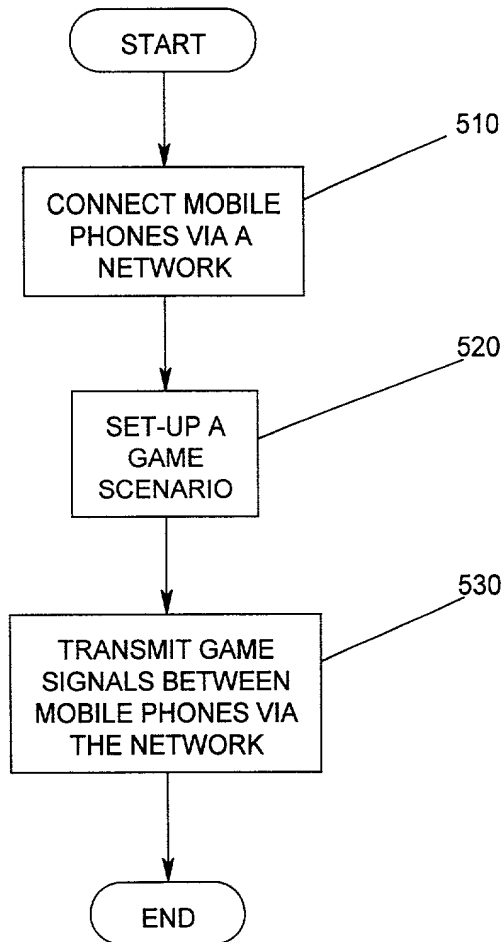 START
510
CONNECT MOBILE
PHONES VIA A
NETWORK
520
SET-UP A
GAME
SCENARIO
530
TRANSMIT GAME
SIGNALS BETWEEN
MOBILE PHONES VIA
THE NETWORK
END